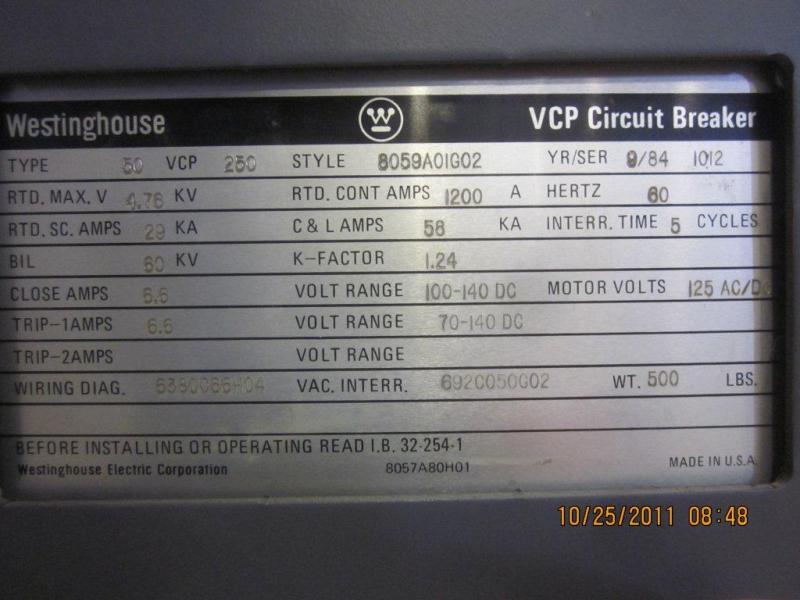 Westinghouse VCP Circuit Breaker
TYPE 50 VCP 250 STYLE 8059A01G02 YR/SER 9/84 1012
RTD. MAX. V 4.76 KV RTD. CONT AMPS 1200 A HERTZ 60
RTD. SC. AMPS 29 KA C & L AMPS 58 KA INTERR. TIME 5 CYCLES
BIL 60 KV K-FACTOR 1.24
CLOSE AMPS 6.6 VOLT RANGE 100-140 DC MOTOR VOLTS 125 AC/DC
TRIP-1AMPS 6.6 VOLT RANGE 70-140 DC
TRIP-2AMPS VOLT RANGE
WIRING DIAG. VAC. INTERR. 692C050G02 WT. 500 LBS.
BEFORE INSTALLING OR OPERATING READ I.B. 32-254-1
Westinghouse Electric Corporation 8057A80H01 MADE IN U.S.A.
10/25/2011 08:48